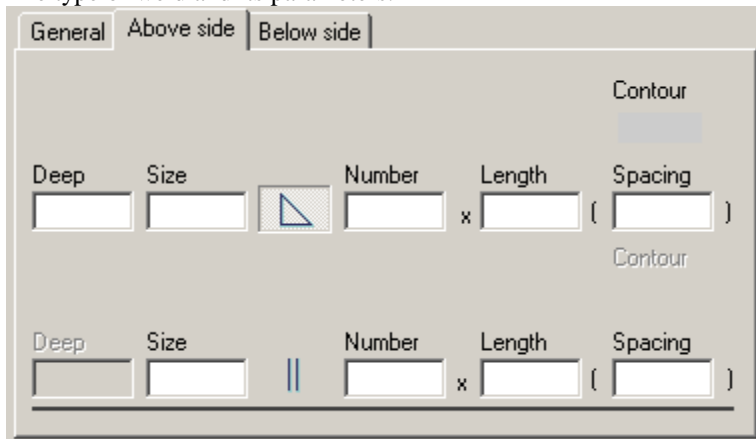 General Above side Below side
Contour
Deep Size Number Length Spacing
x ( )
Contour
Deep Size Number Length Spacing
x ( )